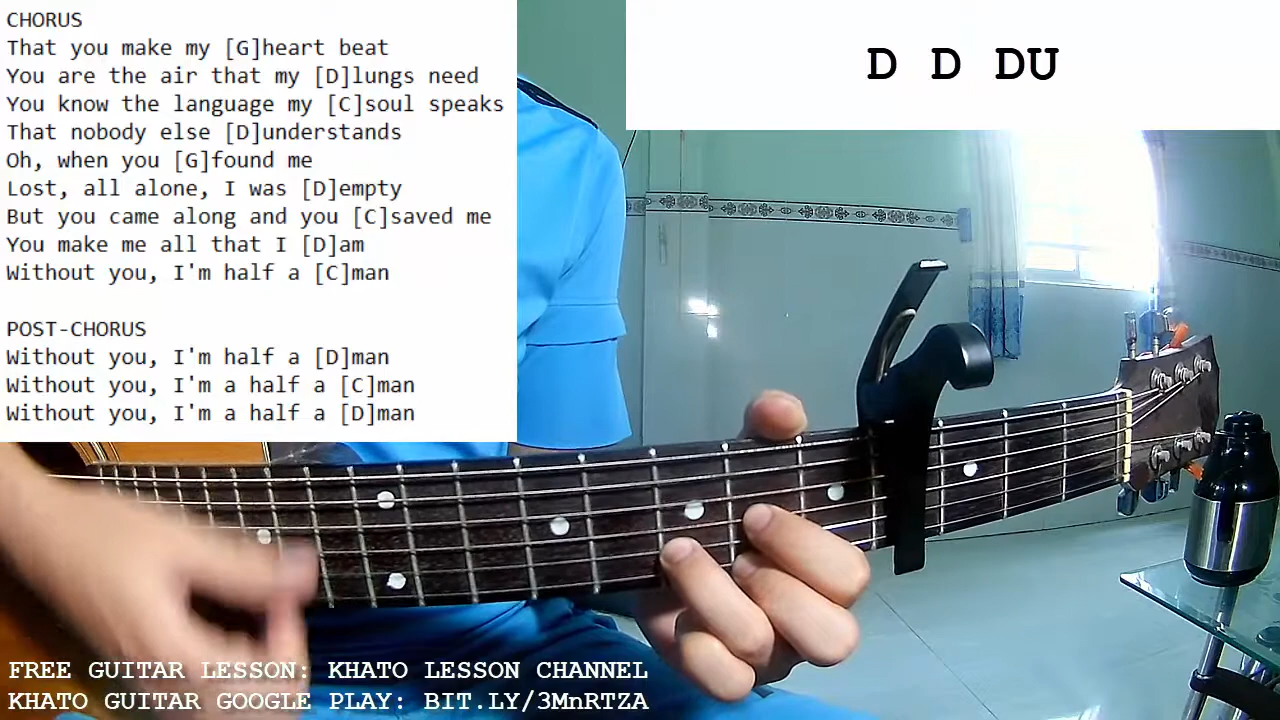 CHORUS
That you make my [G]heart beat
You are the air that my [D]lungs need
You know the language my [C]soul speaks
That nobody else [D]understands
Oh, when you [G]found me
Lost, all alone, I was [D]empty
But you came along and you [C]saved me
You make me all that I [D]am
Without you, I'm half a [C]man
POST-CHORUS
Without you, I'm half a [D]man
Without you, I'm a half a [C]man
Without you, I'm a half a [D]man
D D DU
FREE GUITAR LESSON: KHATO LESSON CHANNEL
KHATO GUITAR GOOGLE PLAY: BIT.LY/3MnRTZA